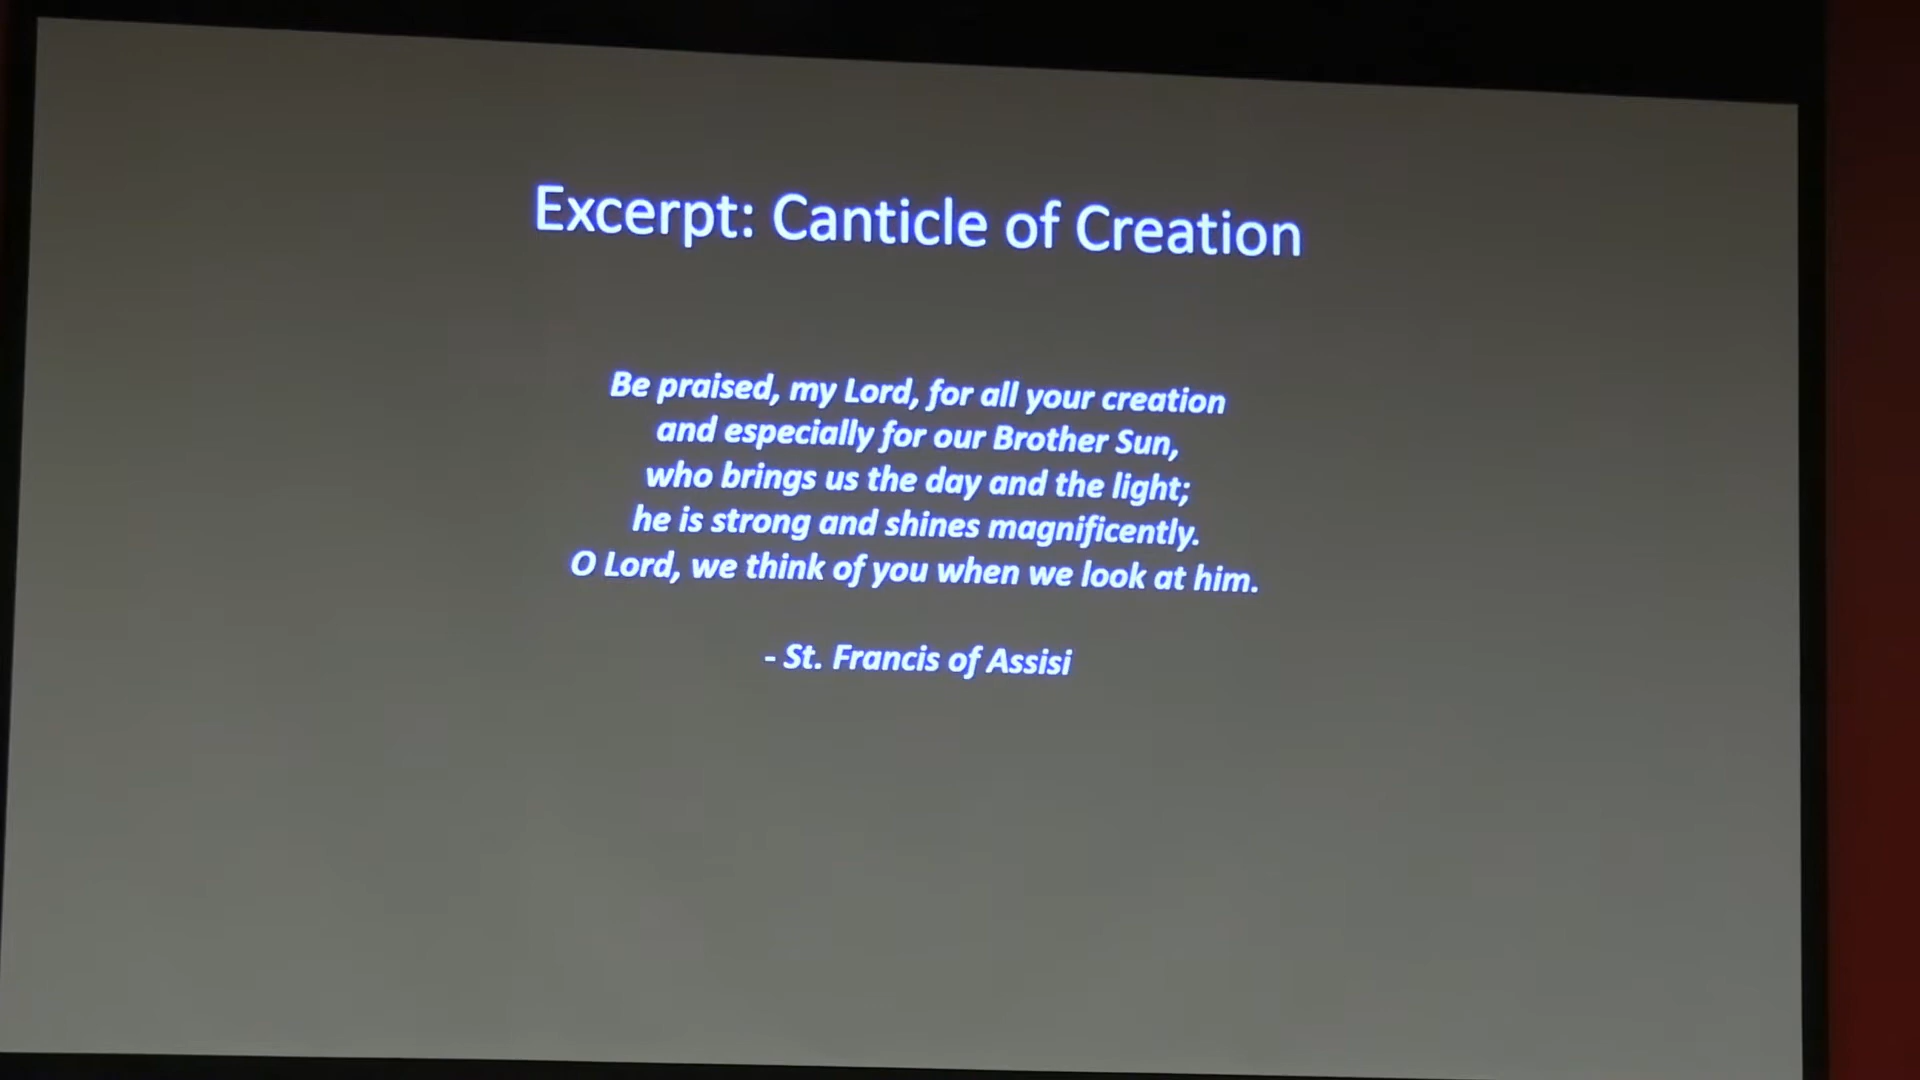 Excerpt: Canticle of Creation
Be praised, my Lord, for all your creation
and especially for our Brother Sun,
who brings us the day and the light;
he is strong and shines magnificently.
O Lord, we think of you when we look at him.
- St. Francis of Assisi